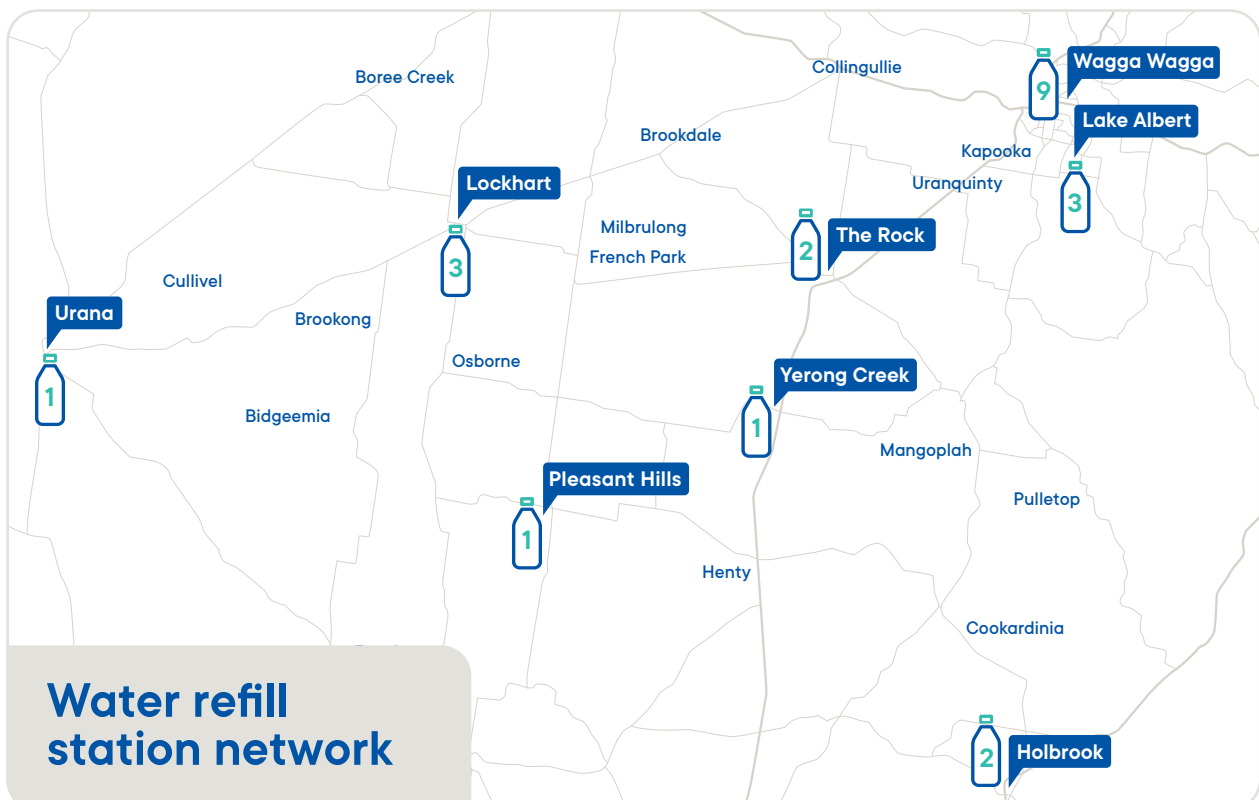 Wagga Wagga
Collingullie
Boree Creek
9
Lake Albert
Brookdale
Kapooka
Lockhart
Uranquinty
3
Milbrulong
The Rock
2
French Park
3
Cullivel
Urana
Brookong
Osborne
Yerong Creek
1
Bidgeemia
1
Mangoplah
Pleasant Hills
Pulletop
1
Henty
Cookardinia
Water refill
station network
Holbrook
2